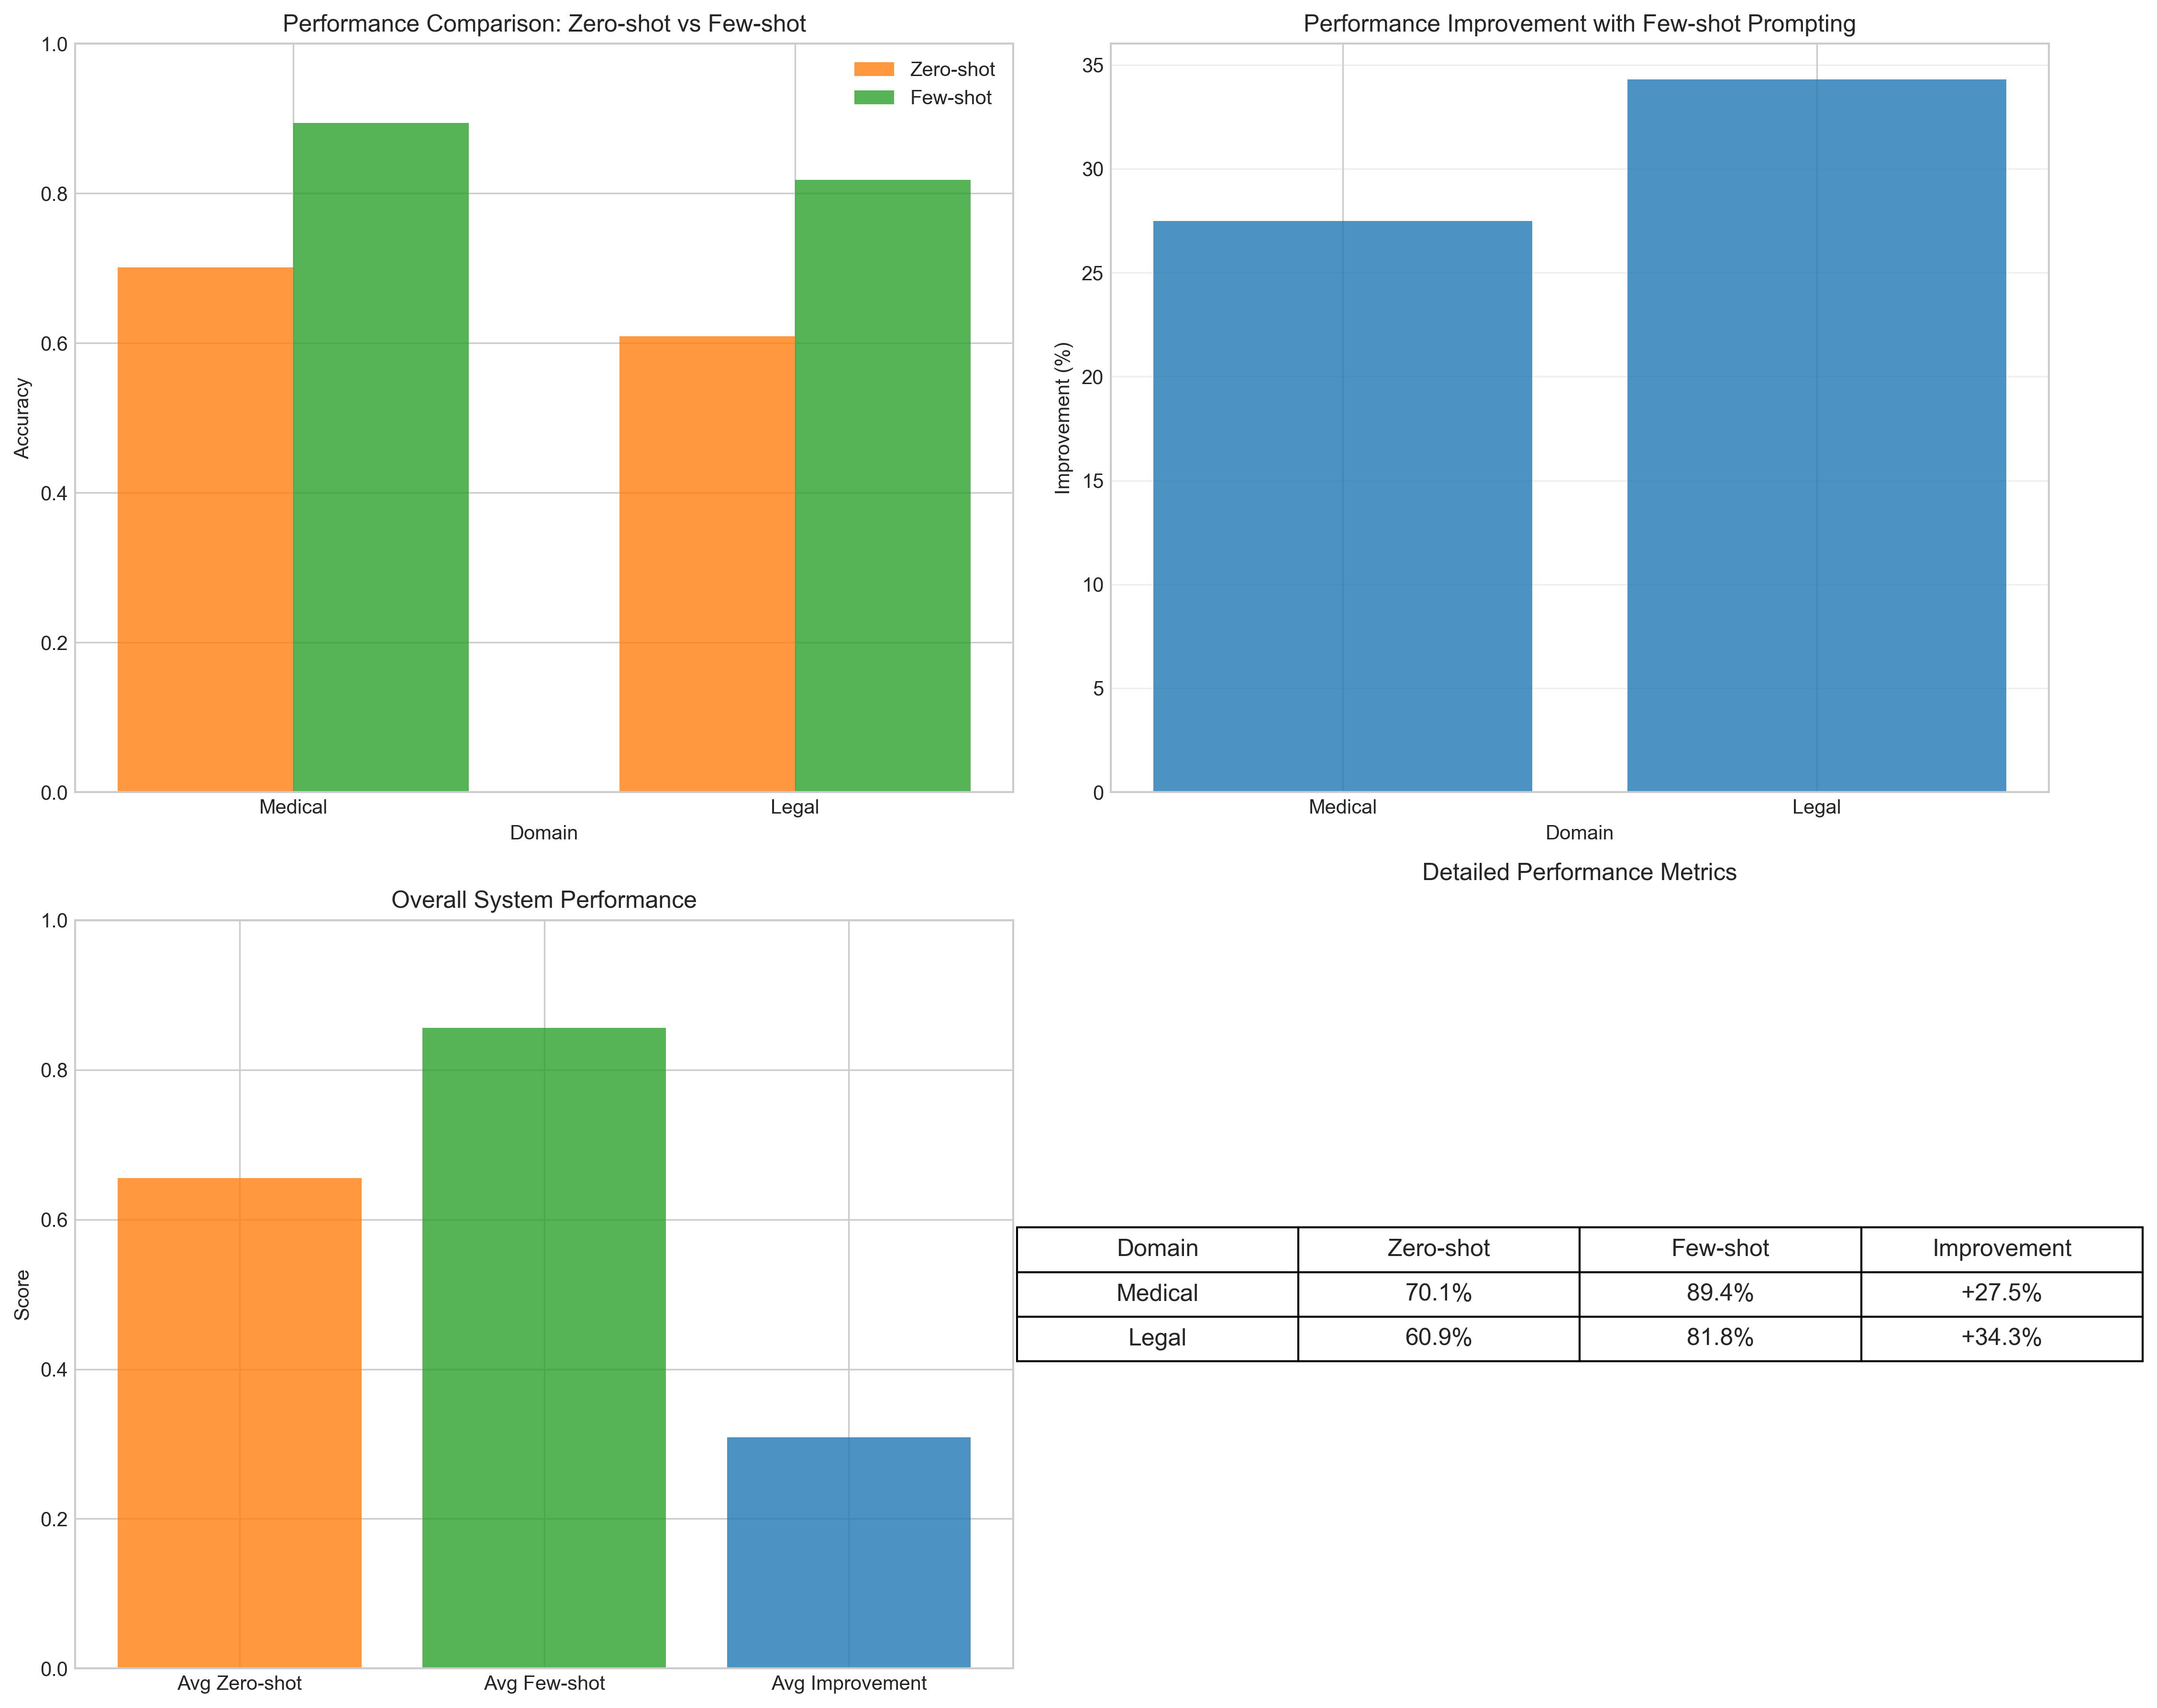 Performance Comparison: Zero-shot vs Few-shot
1.0
0.8
0.6
0.4
0.2
0.0
Accuracy
Zero-shot
Few-shot
Medical
Legal
Domain
Performance Improvement with Few-shot Prompting
35
30
25
20
15
10
5
0
Improvement (%)
Medical
Legal
Domain
Overall System Performance
1.0
0.8
0.6
0.4
0.2
0.0
Score
Avg Zero-shot
Avg Few-shot
Avg Improvement
Detailed Performance Metrics
Domain Zero-shot Few-shot Improvement
Medical 70.1% 89.4% +27.5%
Legal 60.9% 81.8% +34.3%